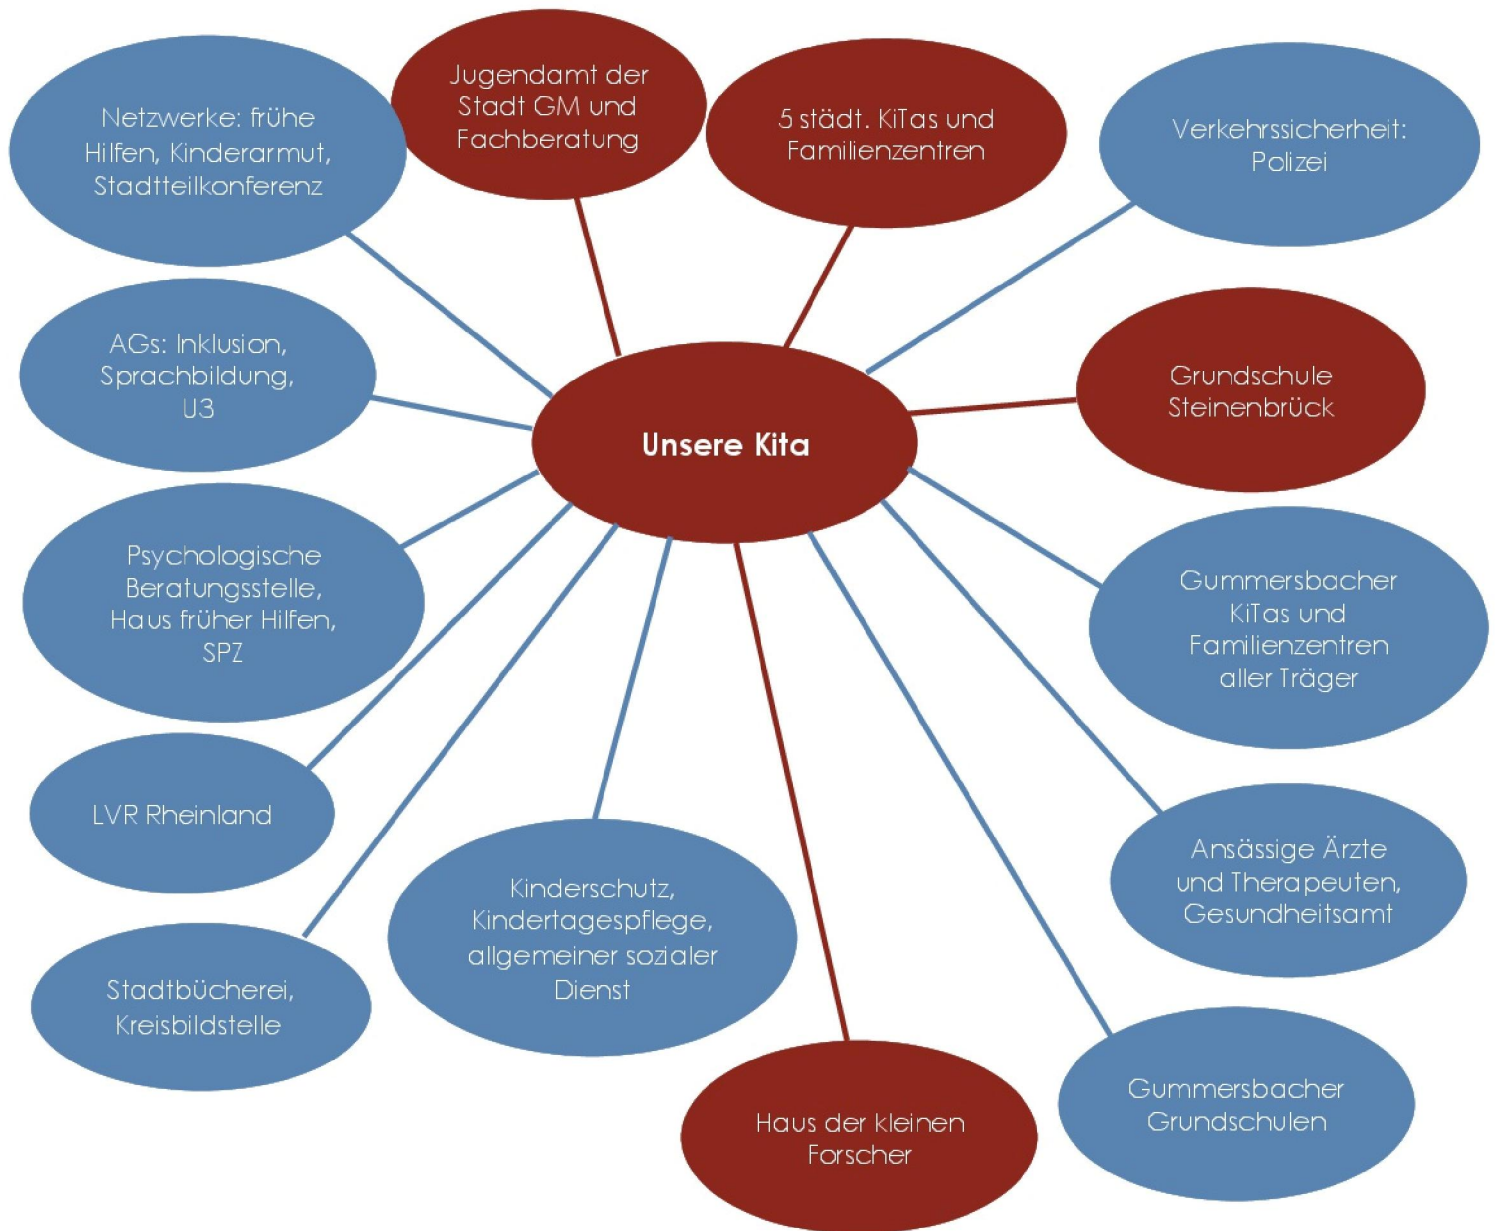 Netzwerke: frühe
Hilfen, Kinderarmut,
Stadtteilkonferenz
Jugendamt der
Stadt GM und
Fachberatung
5 städt. KiTas und
Familienzentren
Verkehrssicherheit:
Polizei
AGs: Inklusion,
Sprachbildung,
U3
Unsere Kita
Grundschule
Steinenbrück
Psychologische
Beratungsstelle,
Haus früher Hilfen,
SPZ
Gummersbacher
KiTas und
Familienzentren
aller Träger
LVR Rheinland
Kinderschutz,
Kindertagespflege,
allgemeiner sozialer
Dienst
Ansässige Ärzte
und Therapeuten,
Gesundheitsamt
Stadtbücherei,
Kreisbildstelle
Haus der kleinen
Forscher
Gummersbacher
Grundschulen